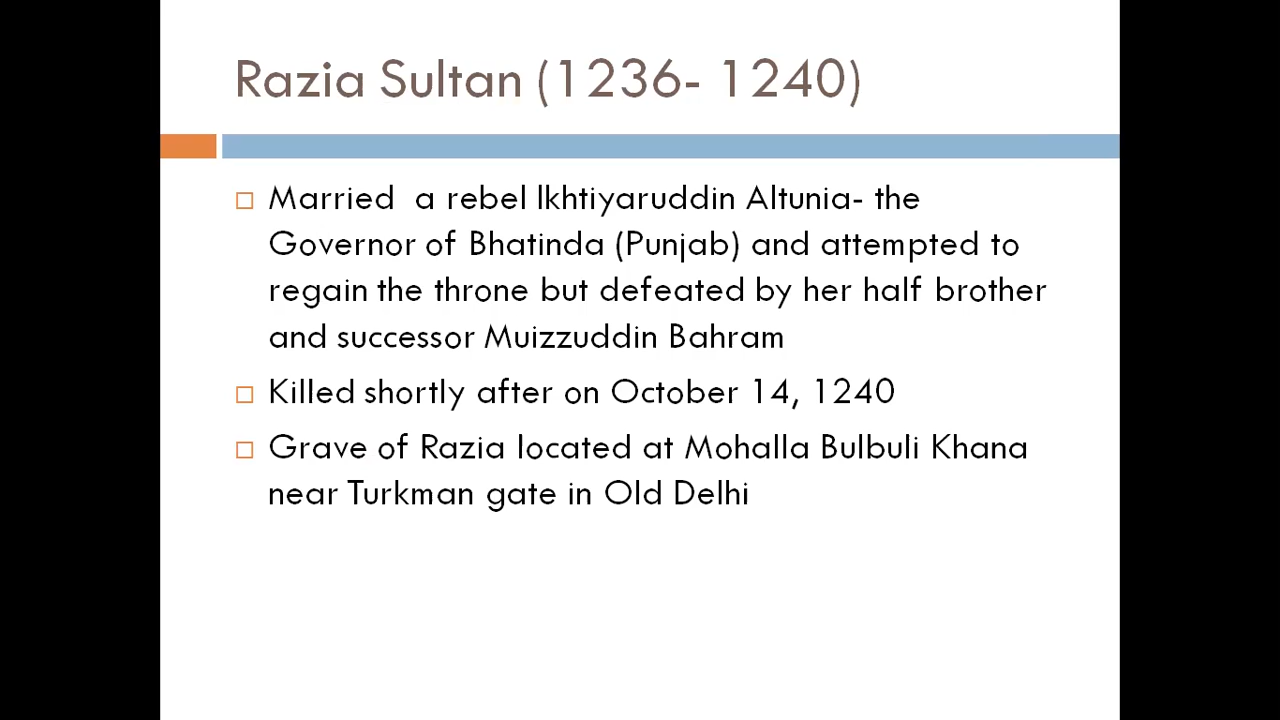 Razia Sultan (1236- 1240)
Married  a rebel Ikhtiyaruddin Altunia- the
Governor of Bhatinda (Punjab) and attempted to
regain the throne but defeated by her half brother
and successor Muizzuddin Bahram
Killed shortly after on October 14, 1240
Grave of Razia located at Mohalla Bulbuli Khana
near Turkman gate in Old Delhi